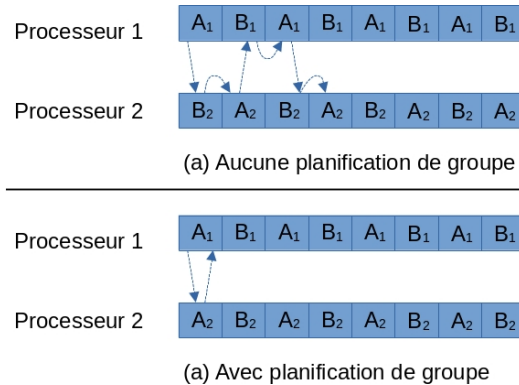 Processeur 1 A₁ B₁ A₁ B₁ A₁ B₁ A₁ B₁
Processeur 2 B₂ A₂ B₂ A₂ B₂ A₂ B₂ A₂
(a) Aucune planification de groupe
Processeur 1 A₁ B₁ A₁ B₁ A₁ B₁ A₁ B₁
Processeur 2 A₂ B₂ A₂ B₂ A₂ B₂ A₂ B₂
(a) Avec planification de groupe